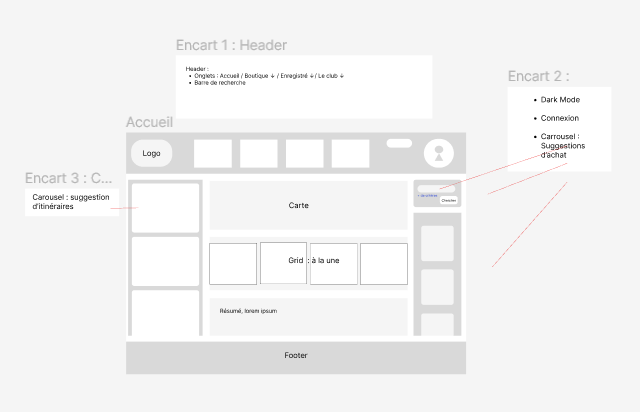 Encart 1 : Header
Header :
• Onglets : Accueil / Boutique ↓ / Enregistré ↓/ Le club ↓
• Barre de recherche
Encart 2 :
• Dark Mode
• Connexion
• Carrousel :
Suggestions
d'achat
Accueil
Logo
Encart 3 : C...
Carousel : suggestion
d'itinéraires
Carte
Chercher
Grid : à la une
Résumé, lorem ipsum
Footer